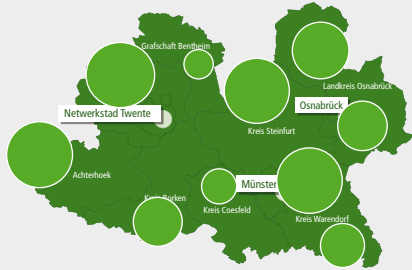 Grafschaft Bentheim
Landkreis Osnabrück
Netwerkstad Twente
Osnabrück
Kreis Steinfurt
Achterhoek
Münster
Kreis Borken
Kreis Coesfeld
Kreis Warendorf